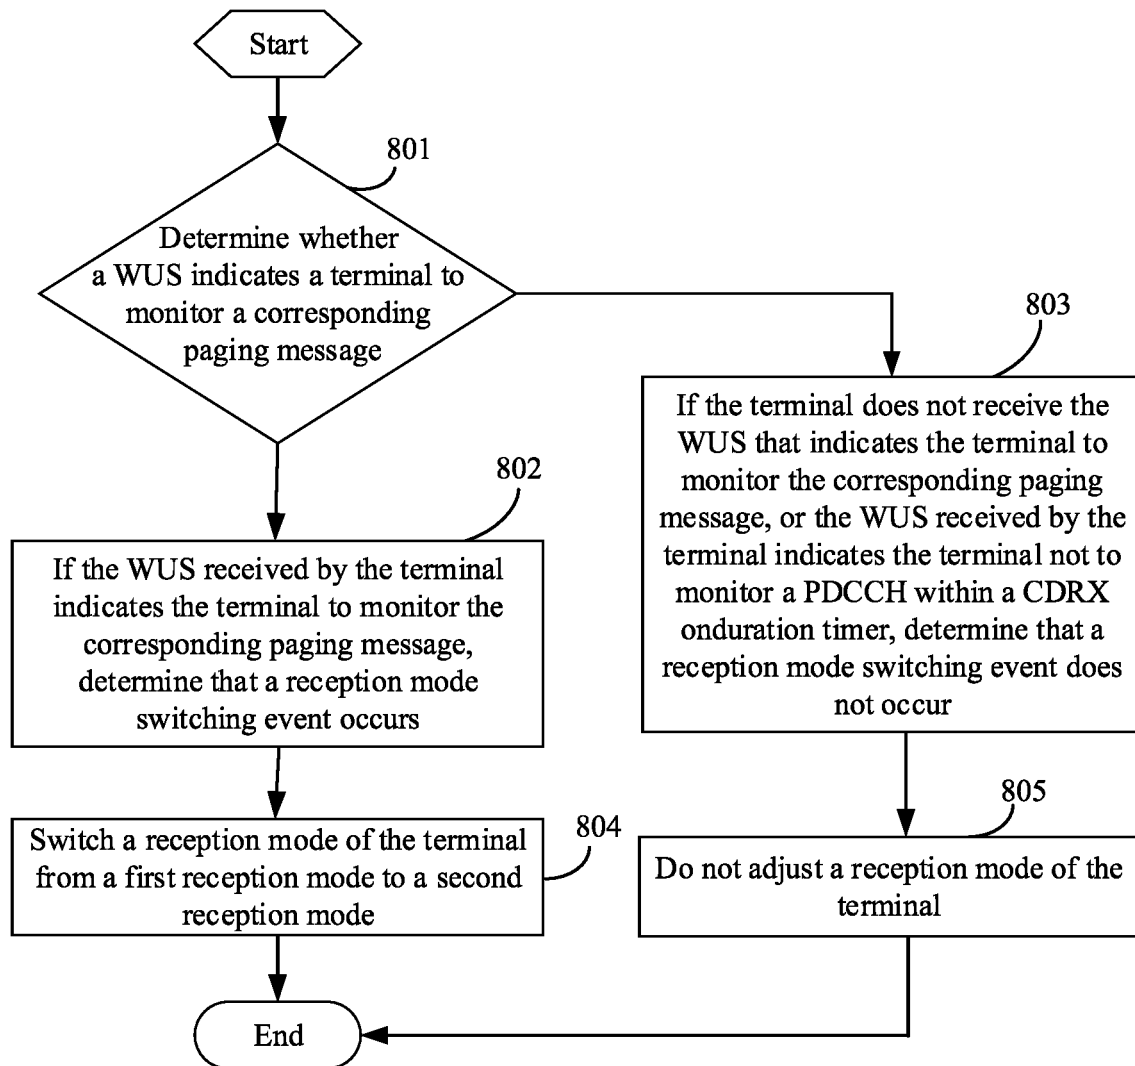 Start
801
Determine whether
a WUS indicates a terminal to
monitor a corresponding
paging message
802
If the WUS received by the terminal
indicates the terminal to monitor the
corresponding paging message,
determine that a reception mode
switching event occurs
803
If the terminal does not receive the
WUS that indicates the terminal to
monitor the corresponding paging
message, or the WUS received by the
terminal indicates the terminal not to
monitor a PDCCH within a CDRX
onduration timer, determine that a
reception mode switching event does
not occur
804
Switch a reception mode of the terminal
from a first reception mode to a second
reception mode
805
Do not adjust a reception mode of the
terminal
End